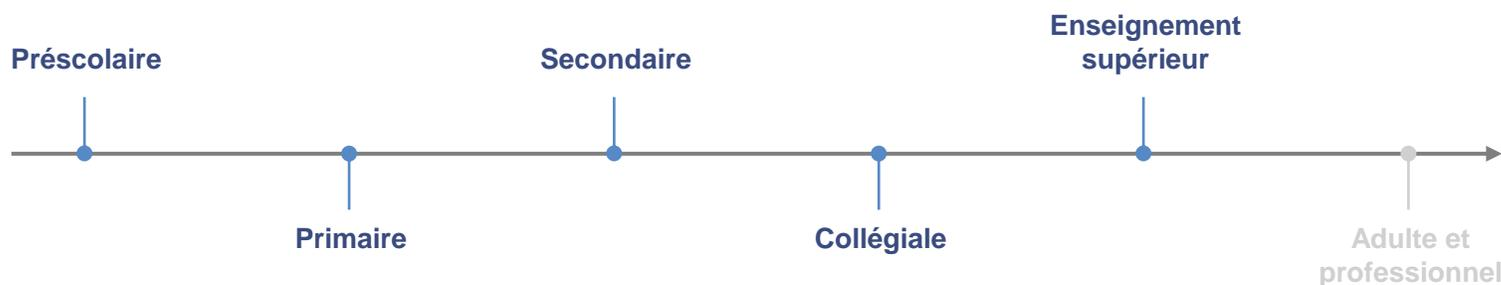 Préscolaire
Primaire
Secondaire
Collégiale
Enseignement
supérieur
Adulte et
professionnel